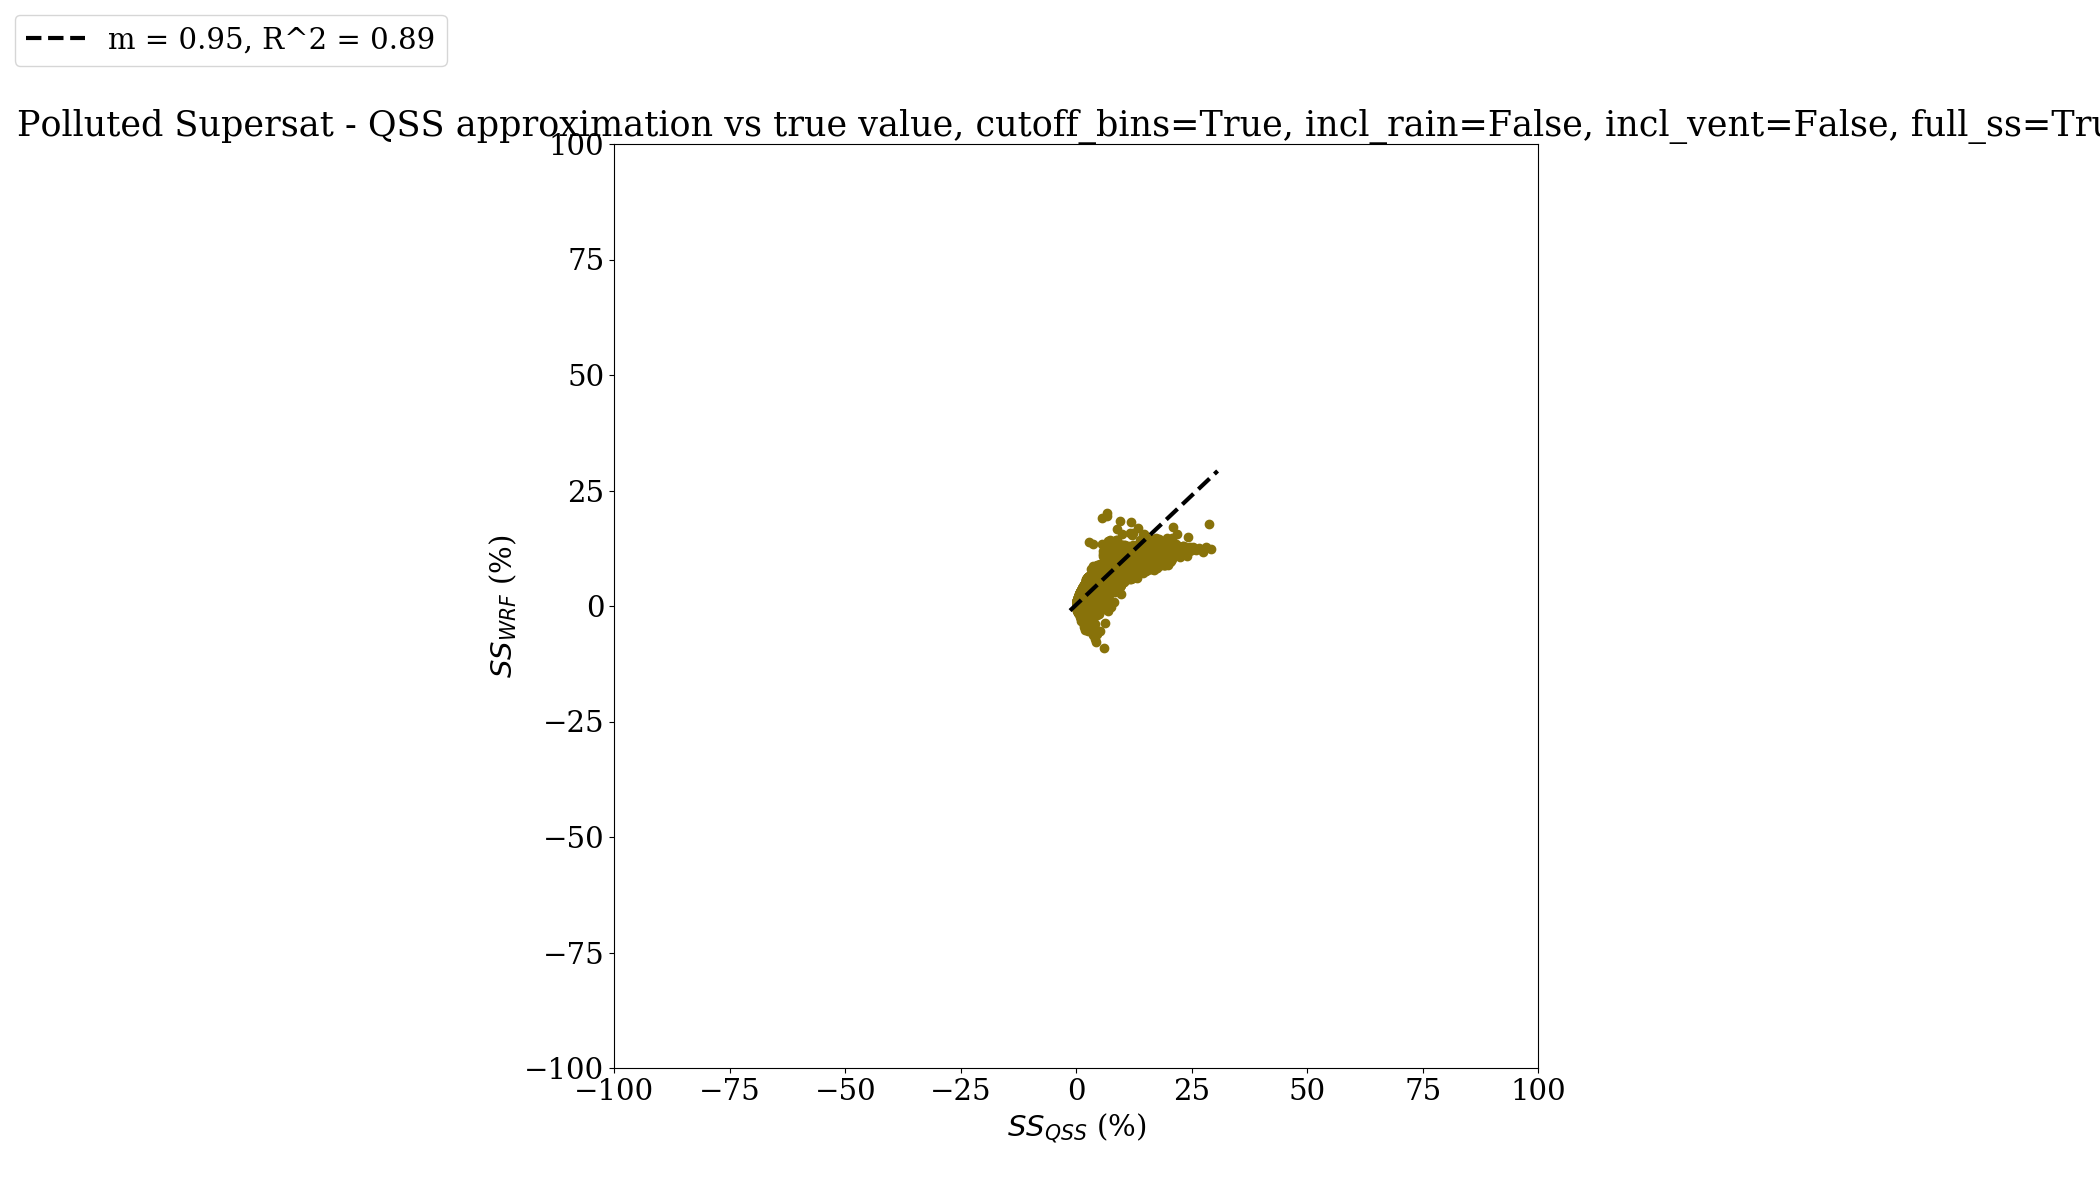 m = 0.95, R^2 = 0.89
Polluted Supersat - QSS approximation vs true value, cutoff_bins=True, incl_rain=False, incl_vent=False, full_ss=Tru
100
75
50
25
0
−25
−50
−75
−100
SS_WRF (%)
−100 −75 −50 −25 0 25 50 75 100
SS_QSS (%)